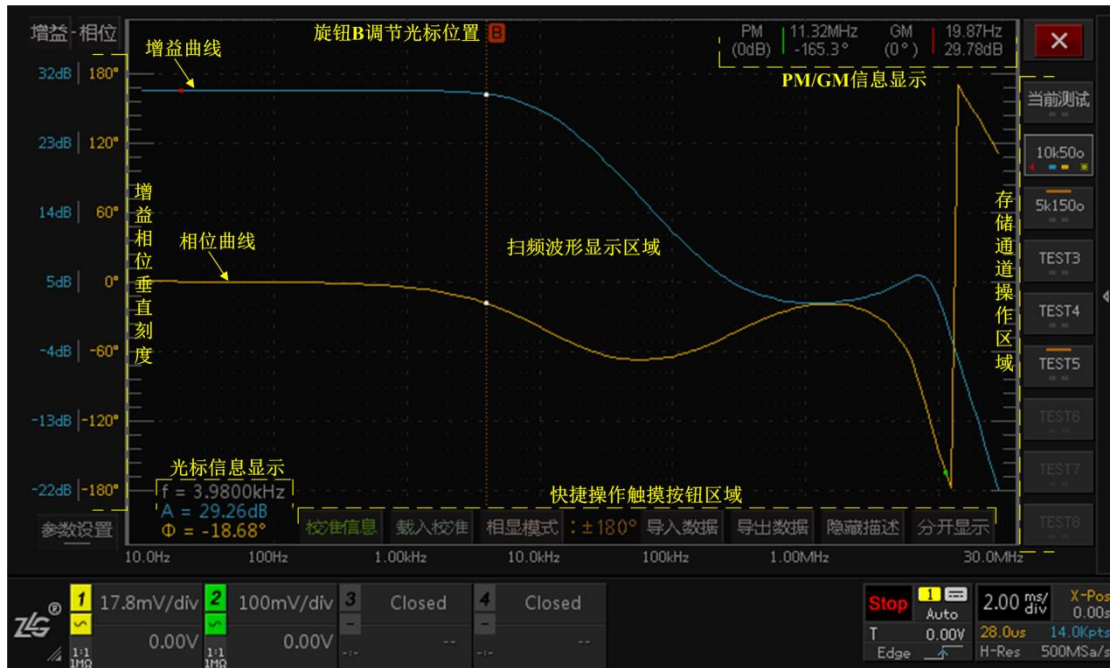 增益-相位
旋钮B调节光标位置 B
PM 11.32MHz GM 19.87Hz
(0dB) -165.3° (0°) 29.78dB
PM/GM信息显示
增益曲线
32dB 180°
23dB 120°
14dB 60°
5dB 0°
-4dB -60°
-13dB -120°
-22dB -180°
增益相位垂直刻度
相位曲线
扫频波形显示区域
存储通道操作区域
当前测试
10k50o
5k150o
TEST3
TEST4
TEST5
TEST6
TEST7
TEST8
光标信息显示
f = 3.9800kHz
A = 29.26dB
Φ = -18.68°
快捷操作触摸按钮区域
参数设置
校准信息 载入校准 相显模式 :±180° 导入数据 导出数据 隐藏描述 分开显示
10.0Hz 100Hz 1.00kHz 10.0kHz 100kHz 1.00MHz 30.0MHz
ZLG®
1 17.8mV/div 2 100mV/div 3 Closed 4 Closed
0.00V 0.00V -- --
1:1 1:1 -:- -:-
1MΩ 1MΩ
Stop 1 Auto
T 0.00V
Edge
2.00 ms/div X-Pos
0.00s
28.0us 14.0Kpts
H-Res 500MSa/s